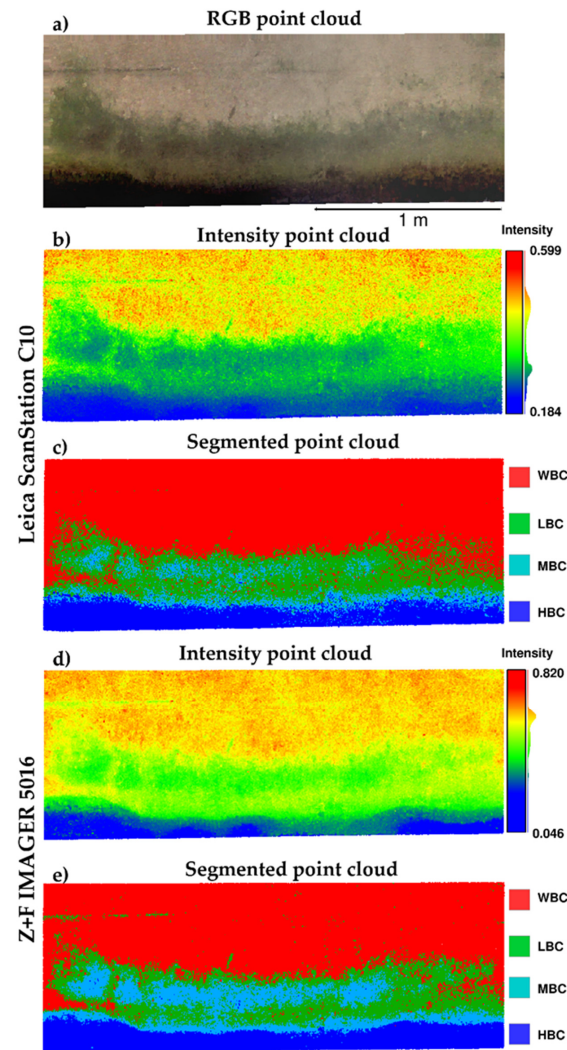 a) RGB point cloud
1 m
b) Intensity point cloud
Intensity
0.599
0.184
Leica ScanStation C10
c) Segmented point cloud
WBC
LBC
MBC
HBC
d) Intensity point cloud
Intensity
0.820
0.046
Z+F IMAGER 5016
e) Segmented point cloud
WBC
LBC
MBC
HBC